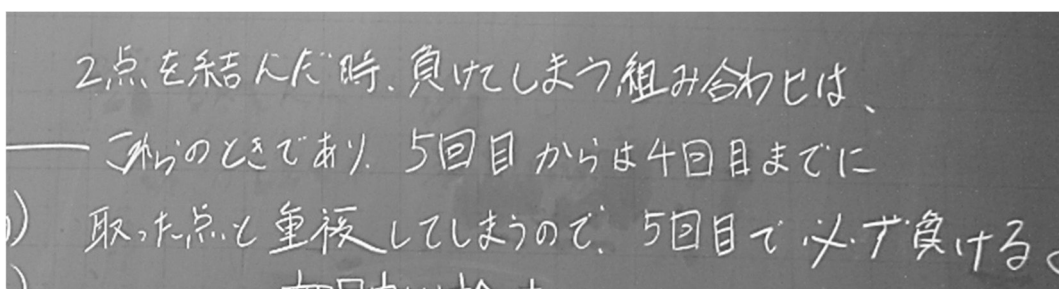 2点を結んだ時、負けてしまう組み合わせは、
これらのときであり、5回目からは4回目までに
取った点と重複してしまうので、5回目で必ず負ける。